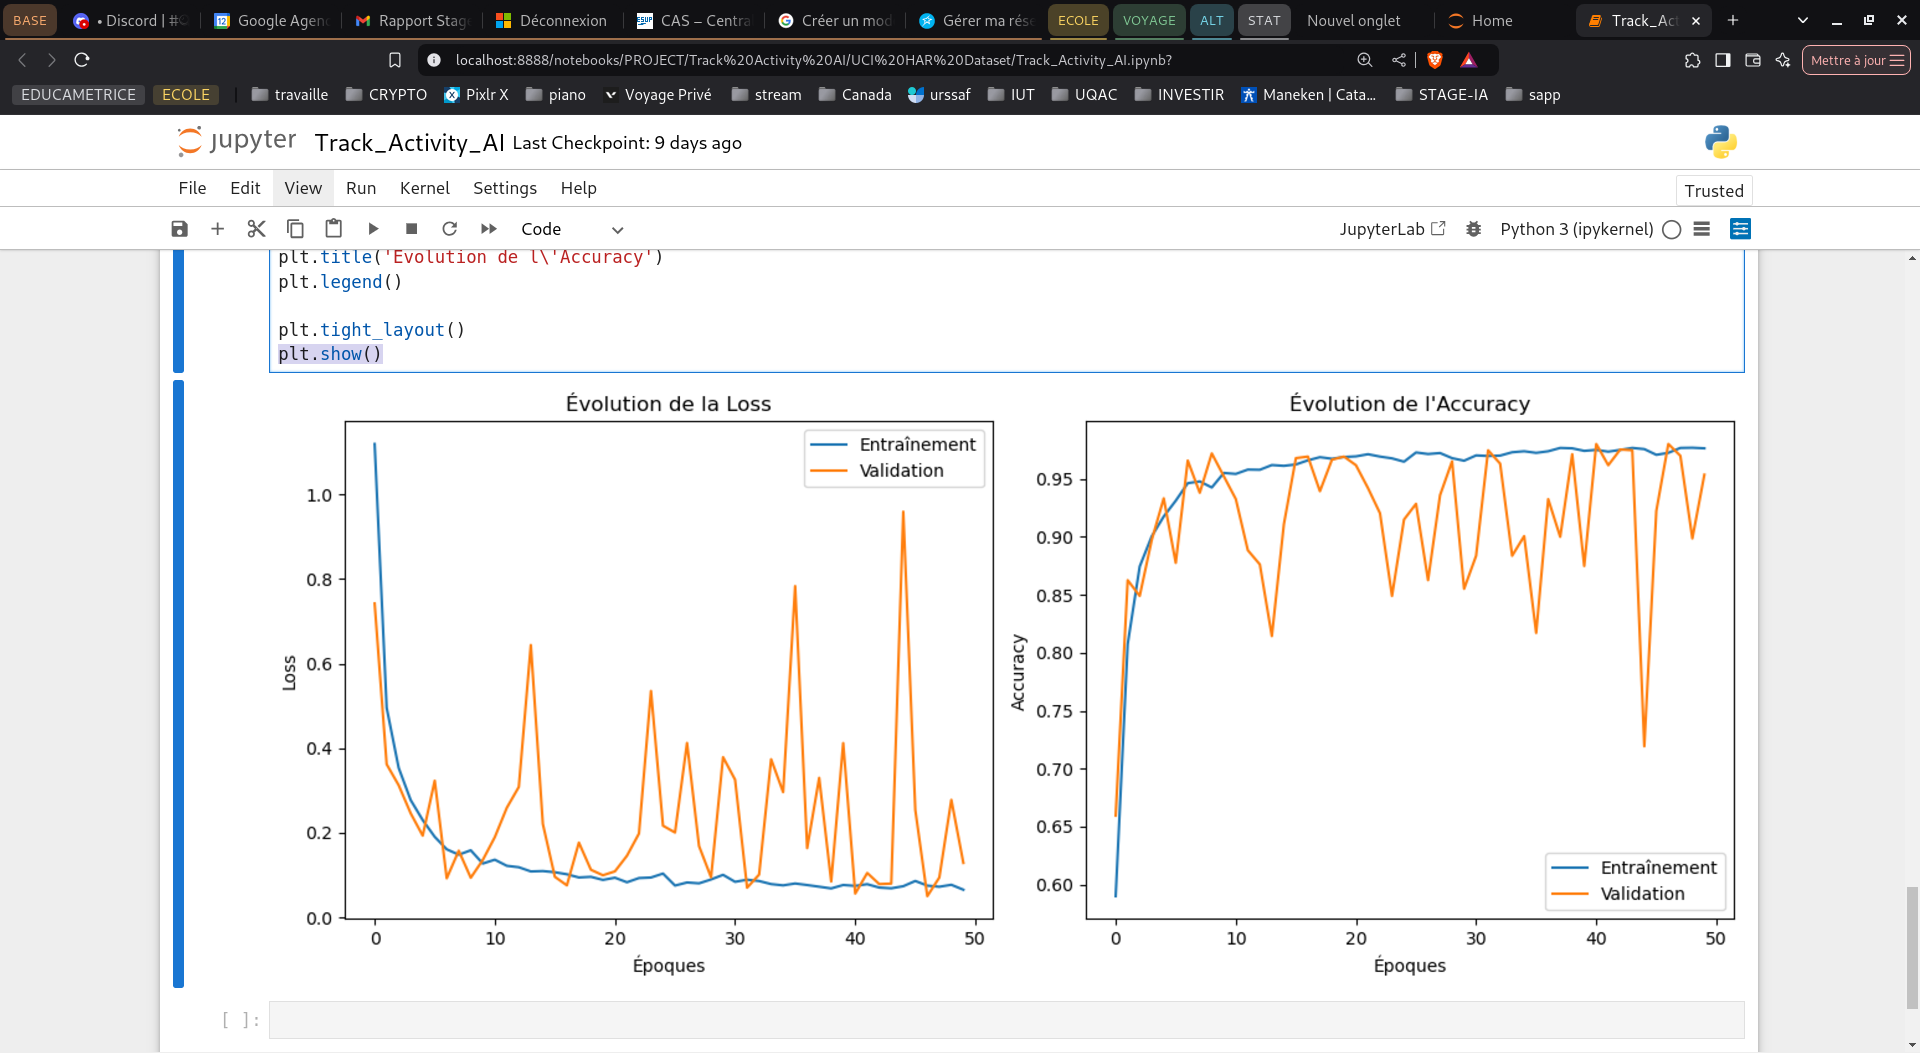 BASE
• Discord | #
Google Agen
Rapport Stag
Déconnexion
CAS – Centra
Créer un mod
Gérer ma rése
ECOLE
VOYAGE
ALT
STAT
Nouvel onglet
Home
Track_Act
localhost:8888/notebooks/PROJECT/Track%20Activity%20AI/UCI%20HAR%20Dataset/Track_Activity_AI.ipynb?
Mettre à jour
EDUCAMETRICE
ECOLE
travaille
CRYPTO
Pixlr X
piano
Voyage Privé
stream
Canada
urssaf
IUT
UQAC
INVESTIR
Maneken | Cata...
STAGE-IA
sapp
jupyter Track_Activity_AI Last Checkpoint: 9 days ago
File Edit View Run Kernel Settings Help
Trusted
Code
JupyterLab
Python 3 (ipykernel)
plt.title('Évolution de l\'Accuracy')
plt.legend()
plt.tight_layout()
plt.show()
Évolution de la Loss
Entraînement
Validation
1.0
0.8
0.6
0.4
0.2
0.0
Loss
0 10 20 30 40 50
Époques
Évolution de l'Accuracy
0.95
0.90
0.85
0.80
0.75
0.70
0.65
0.60
Accuracy
Entraînement
Validation
0 10 20 30 40 50
Époques
[ ]: